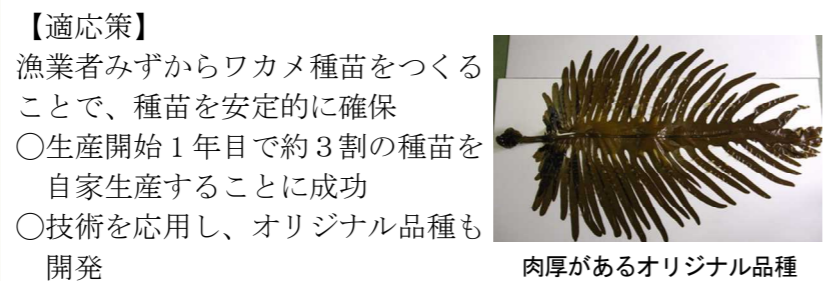 【適応策】
漁業者みずからワカメ種苗をつくる
ことで、種苗を安定的に確保
○生産開始１年目で約３割の種苗を
自家生産することに成功
○技術を応用し、オリジナル品種も
開発
肉厚があるオリジナル品種